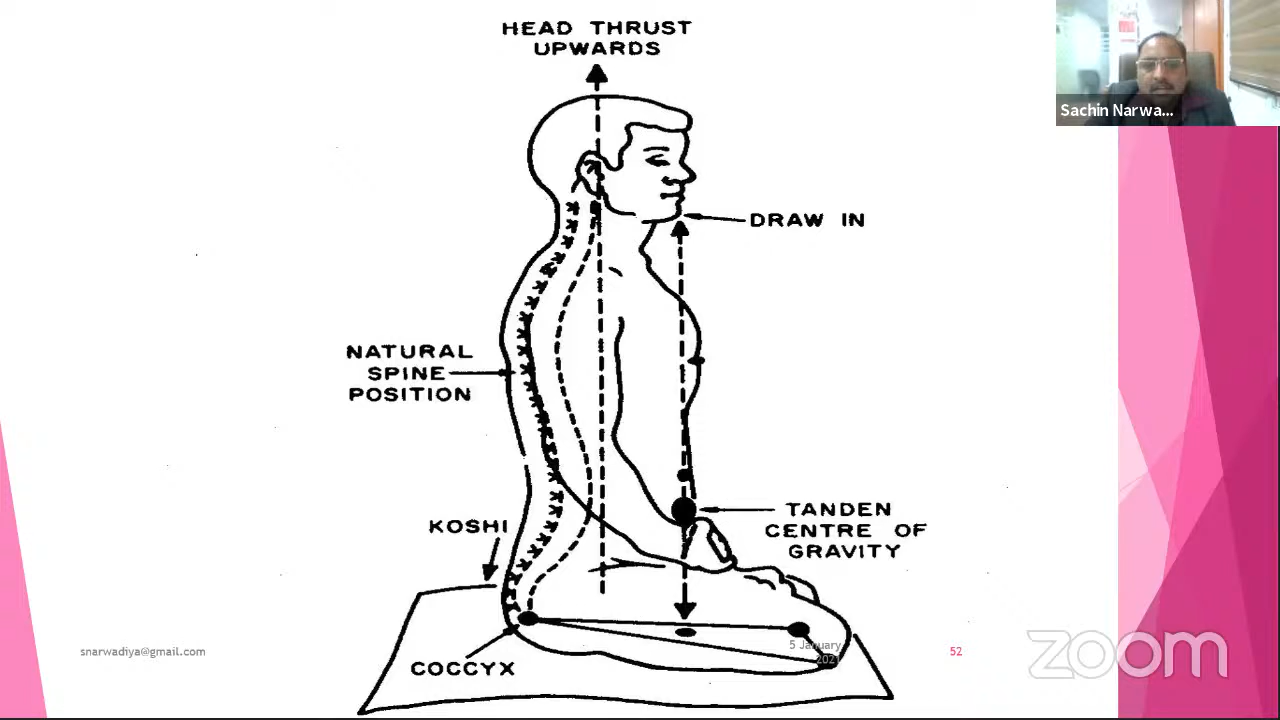 HEAD THRUST
UPWARDS
Sachin Narwa...
DRAW IN
NATURAL
SPINE
POSITION
TANDEN
CENTRE OF
GRAVITY
KOSHI
COCCYX
snarwadiya@gmail.com
5 January
2021
52
zoom